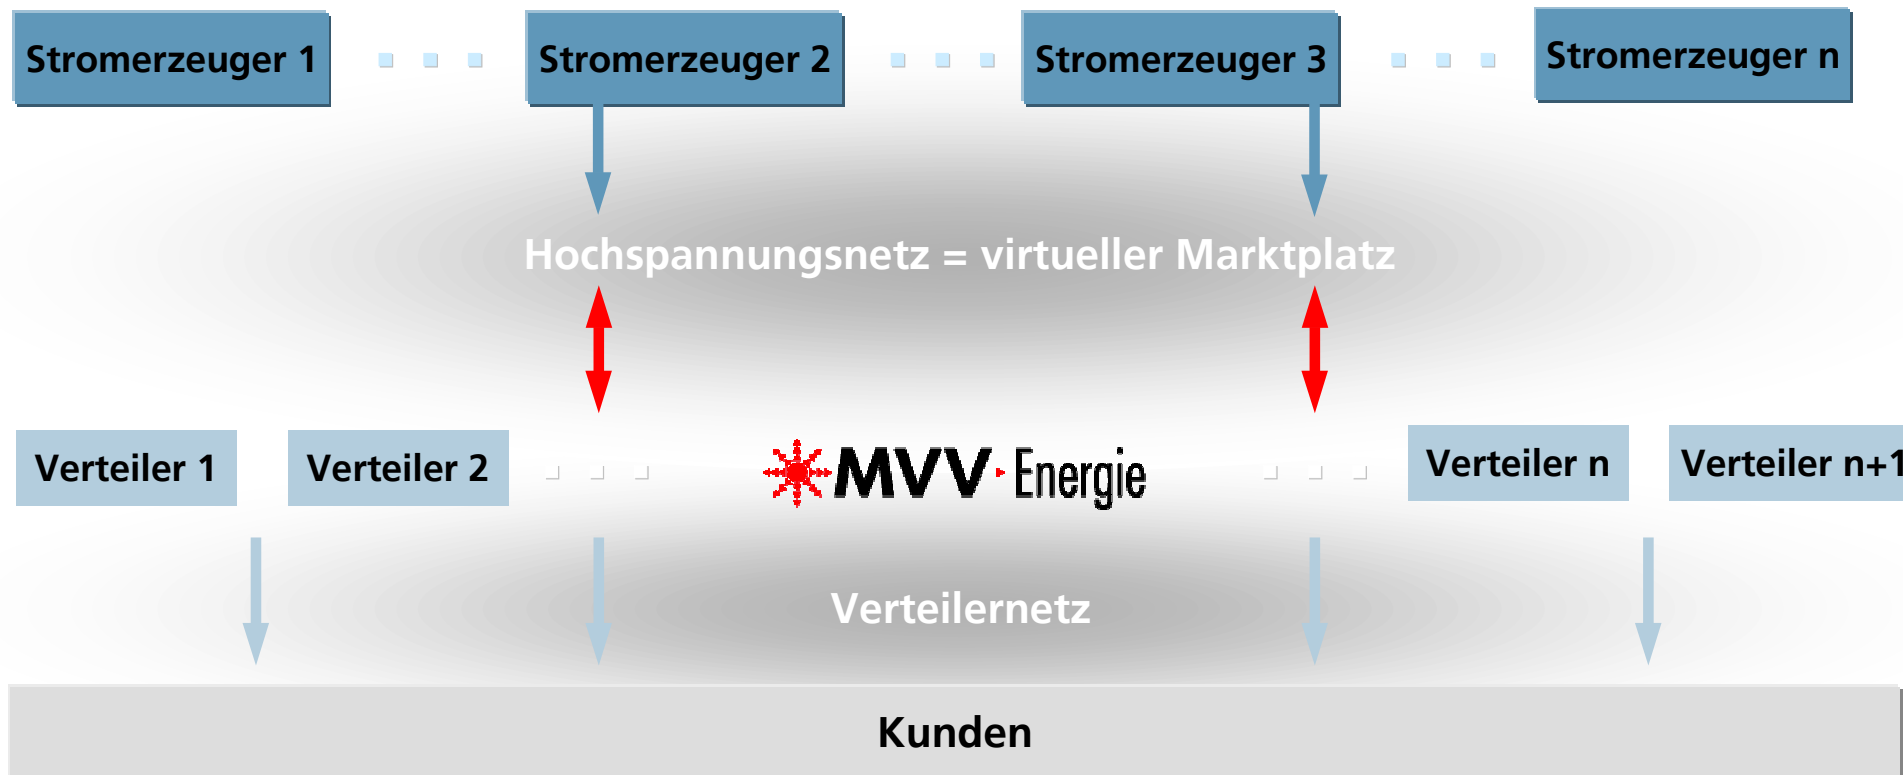 Stromerzeuger 1
Stromerzeuger 2
Stromerzeuger 3
Stromerzeuger n
Hochspannungsnetz = virtueller Marktplatz
Verteiler 1
Verteiler 2
MVV Energie
Verteiler n
Verteiler n+1
Verteilernetz
Kunden